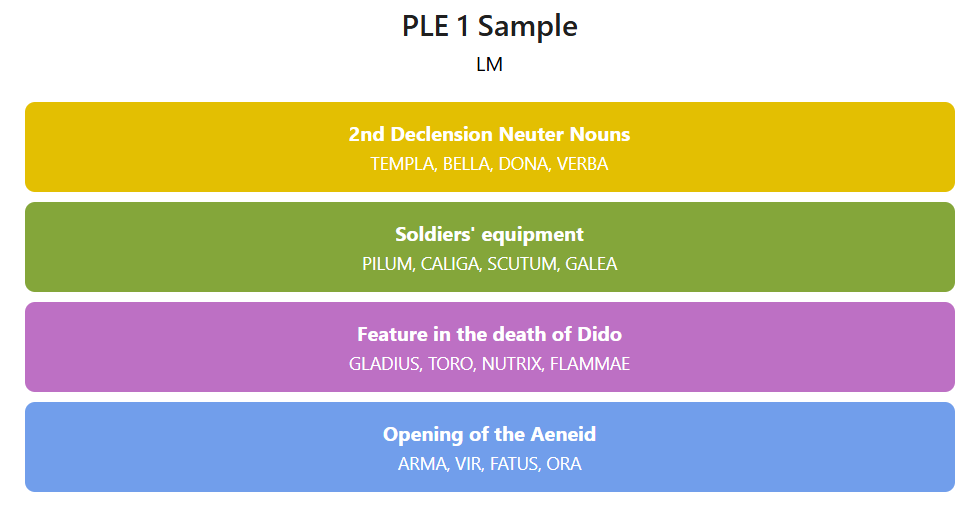 PLE 1 Sample
LM
2nd Declension Neuter Nouns
TEMPLA, BELLA, DONA, VERBA
Soldiers' equipment
PILUM, CALIGA, SCUTUM, GALEA
Feature in the death of Dido
GLADIUS, TORO, NUTRIX, FLAMMAE
Opening of the Aeneid
ARMA, VIR, FATUS, ORA